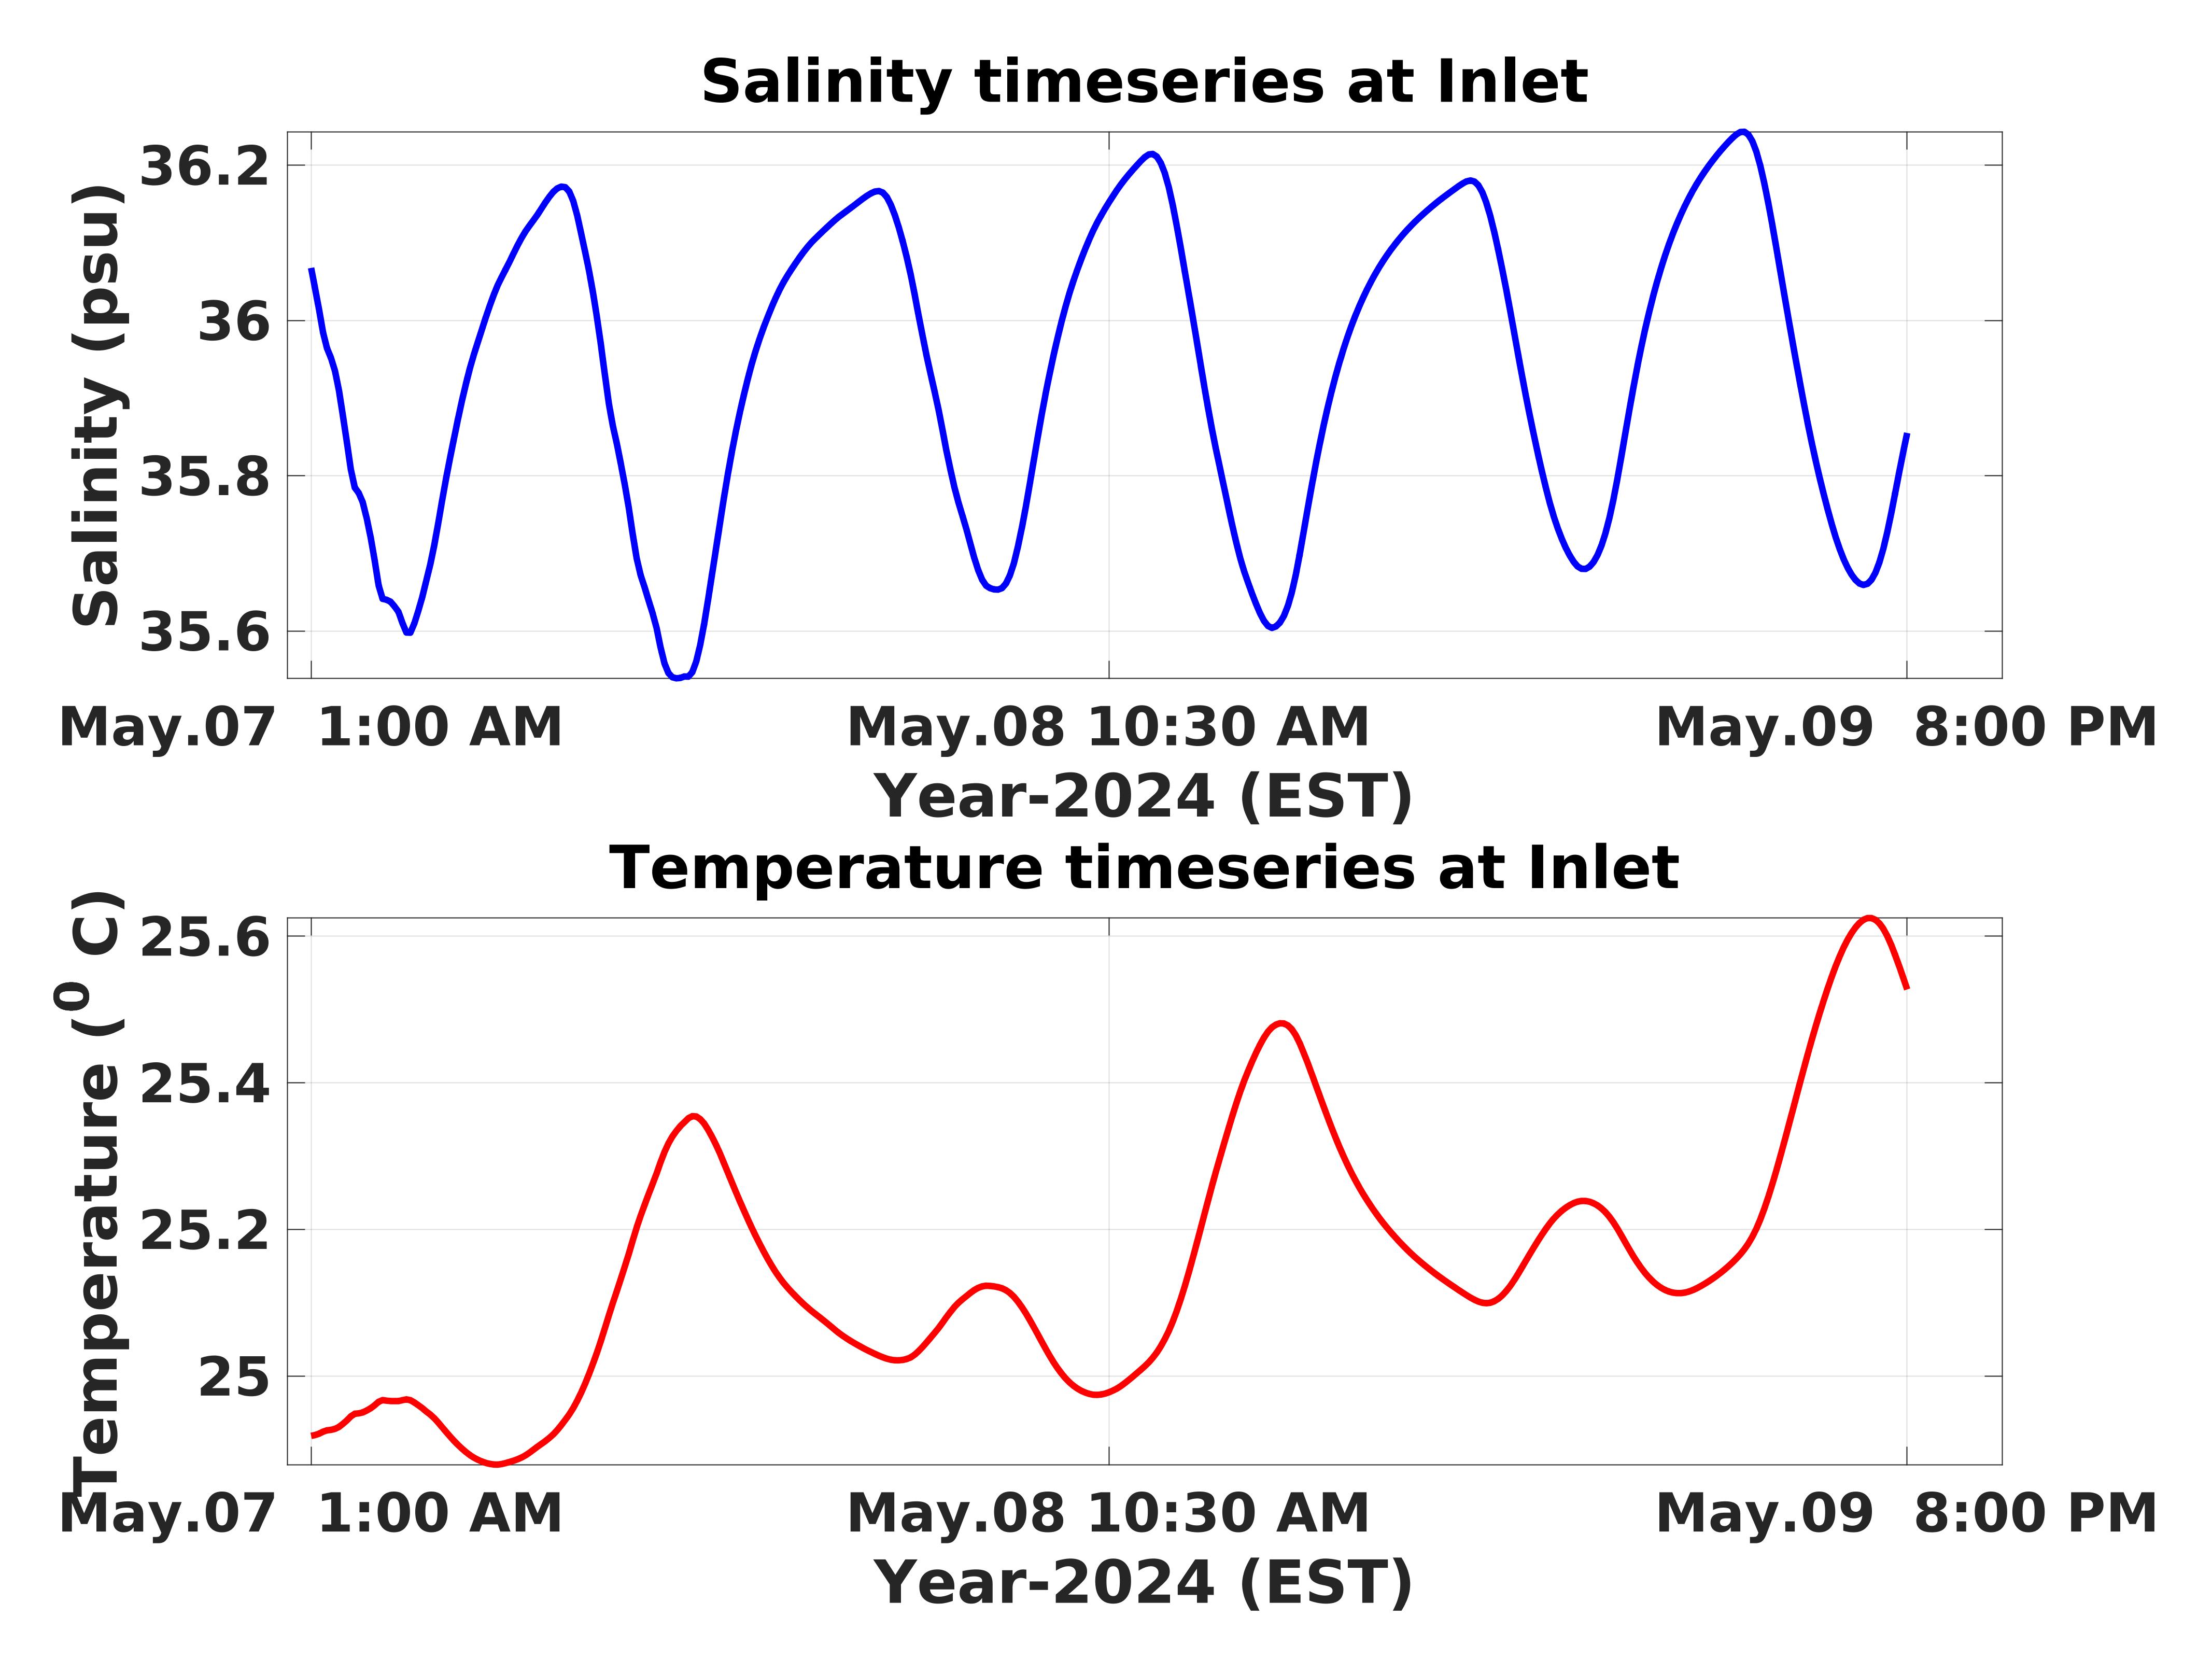 Salinity timeseries at Inlet
Salinity (psu)
36.2
36
35.8
35.6
May.07 1:00 AM
May.08 10:30 AM
May.09 8:00 PM
Year-2024 (EST)
Temperature timeseries at Inlet
Temperature (⁰ C)
25.6
25.4
25.2
25
May.07 1:00 AM
May.08 10:30 AM
May.09 8:00 PM
Year-2024 (EST)